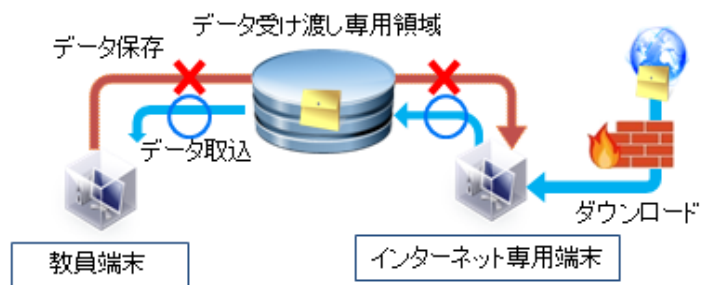 データ受け渡し専用領域
データ保存
データ取込
ダウンロード
教員端末
インターネット専用端末